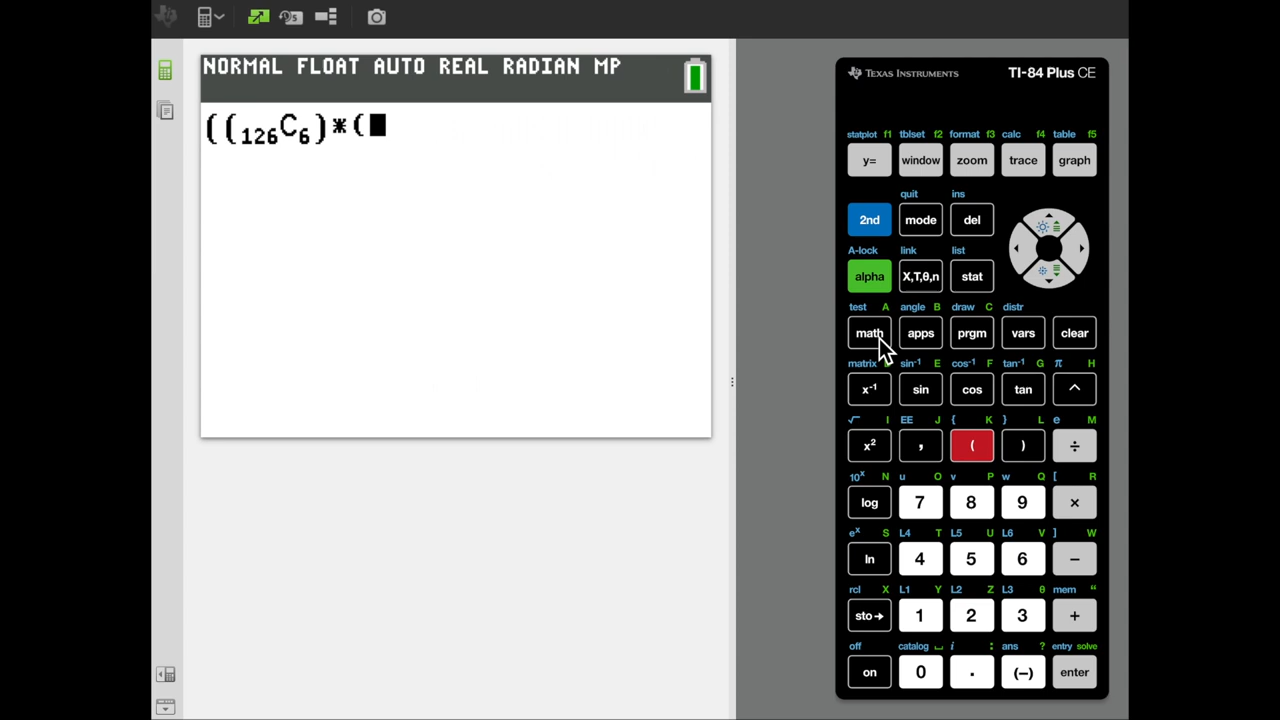 NORMAL FLOAT AUTO REAL RADIAN MP
((₁₂₆C₆)*(
TEXAS INSTRUMENTS TI-84 Plus CE
statplot f1 tblset f2 format f3 calc f4 table f5
y= window zoom trace graph
quit ins
2nd mode del
A-lock link list
alpha X,T,θ,n stat
test A angle B draw C distr
math apps prgm vars clear
matrix sin⁻¹ E cos⁻¹ F tan⁻¹ G π H
x⁻¹ sin cos tan ^
√ I EE J { K } L e M
x² , ( ) ÷
10ˣ N u O v P w Q [ R
log 7 8 9 ×
eˣ S L4 T L5 U L6 V ] W
ln 4 5 6 −
rcl X L1 Y L2 Z L3 θ mem “
sto→ 1 2 3 +
off catalog ␣ i : ans ? entry solve
on 0 . (−) enter